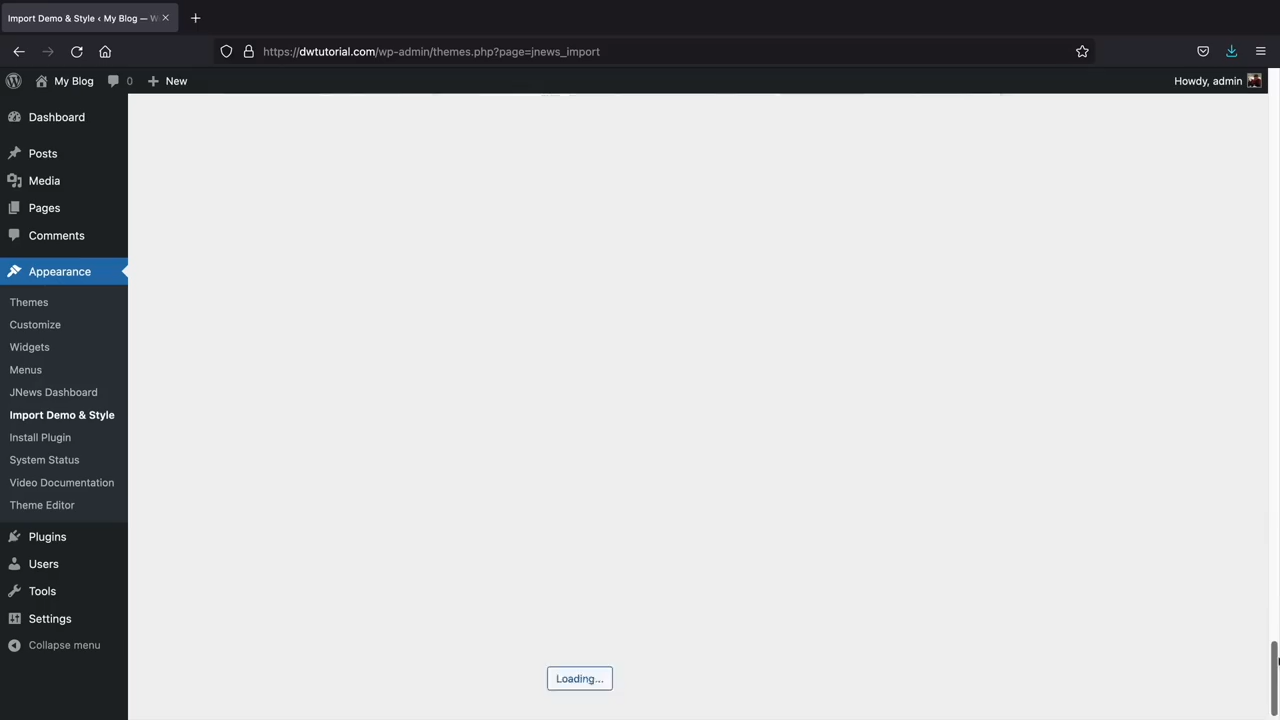 Import Demo & Style ‹ My Blog — W
https://dwtutorial.com/wp-admin/themes.php?page=jnews_import
My Blog
0
New
Howdy, admin
Dashboard
Posts
Media
Pages
Comments
Appearance
Themes
Customize
Widgets
Menus
JNews Dashboard
Import Demo & Style
Install Plugin
System Status
Video Documentation
Theme Editor
Plugins
Users
Tools
Settings
Collapse menu
Loading...